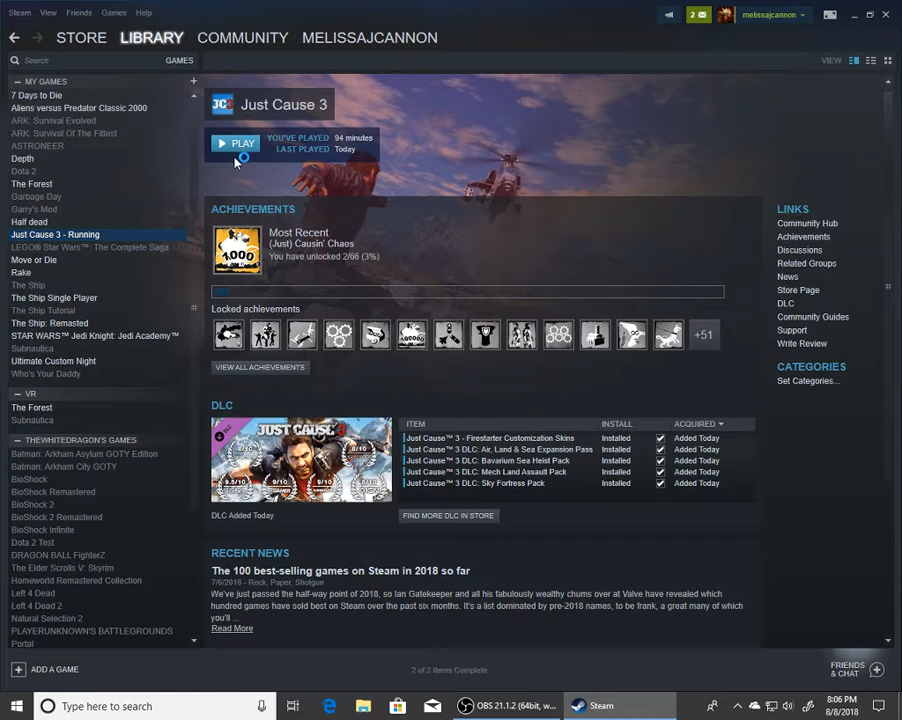 Steam View Friends Games Help
2 melissajcannon
STORE LIBRARY COMMUNITY MELISSAJCANNON
Search GAMES VIEW
MY GAMES
7 Days to Die
Aliens versus Predator Classic 2000
ARK: Survival Evolved
ARK: Survival Of The Fittest
ASTRONEER
Depth
Dota 2
The Forest
Garbage Day
Garry's Mod
Half dead
Just Cause 3 - Running
LEGO® Star Wars™: The Complete Saga
Move or Die
Rake
The Ship
The Ship Single Player
The Ship Tutorial
The Ship: Remasted
STAR WARS™ Jedi Knight: Jedi Academy™
Subnautica
Ultimate Custom Night
Who's Your Daddy
VR
The Forest
Subnautica
THEWHITEDRAGON'S GAMES
Batman: Arkham Asylum GOTY Edition
Batman: Arkham City GOTY
BioShock
BioShock Remastered
BioShock 2
BioShock 2 Remastered
BioShock Infinite
Dota 2 Test
DRAGON BALL FighterZ
The Elder Scrolls V: Skyrim
Homeworld Remastered Collection
Left 4 Dead
Left 4 Dead 2
Natural Selection 2
PLAYERUNKNOWN'S BATTLEGROUNDS
Portal
JC3 Just Cause 3
PLAY
YOU'VE PLAYED 94 minutes
LAST PLAYED Today
ACHIEVEMENTS
1000
Most Recent
(Just) Causin' Chaos
You have unlocked 2/66 (3%)
Locked achievements
+51
VIEW ALL ACHIEVEMENTS
DLC
DLC
JUST CAUSE 3
DLC Added Today
ITEM INSTALL ACQUIRED
Just Cause™ 3 - Firestarter Customization Skins Installed Added Today
Just Cause™ 3 DLC: Air, Land & Sea Expansion Pass Installed Added Today
Just Cause™ 3 DLC: Bavarium Sea Heist Pack Installed Added Today
Just Cause™ 3 DLC: Mech Land Assault Pack Installed Added Today
Just Cause™ 3 DLC: Sky Fortress Pack Installed Added Today
FIND MORE DLC IN STORE
RECENT NEWS
The 100 best-selling games on Steam in 2018 so far
7/6/2018 - Rock, Paper, Shotgun
We've just passed the half-way point of 2018, so Ian Gatekeeper and all his fabulously wealthy chums over at Valve have revealed which
hundred games have sold best on Steam over the past six months. It's a list dominated by pre-2018 names, to be frank, a great many of which
you'll ...
Read More
LINKS
Community Hub
Achievements
Discussions
Related Groups
News
Store Page
DLC
Community Guides
Support
Write Review
CATEGORIES
Set Categories...
ADD A GAME
2 of 2 Items Complete
FRIENDS
& CHAT
Type here to search
OBS 21.1.2 (64bit, w...
Steam
8:06 PM
8/8/2018